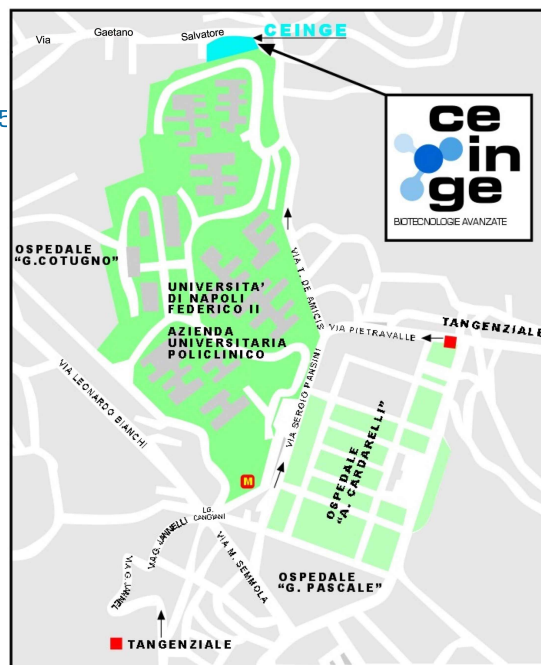 Via Gaetano Salvatore
CEINGE
5
ce
in
ge
BIOTECNOLOGIE AVANZATE
OSPEDALE
"G.COTUGNO"
UNIVERSITA'
DI NAPOLI
FEDERICO II
AZIENDA
UNIVERSITARIA
POLICLINICO
VIA T. DE AMICIS
VIA PIETRAVALLE
TANGENZIALE
VIA LEONARDO BIANCHI
VIA SERGIO PANSINI
OSPEDALE
"A. CARDARELLI"
M
LG.
CANGIANI
VIA G. JANNELLI
VIA G. JANNEL
VIA M. SEMMOLA
OSPEDALE
"G. PASCALE"
TANGENZIALE